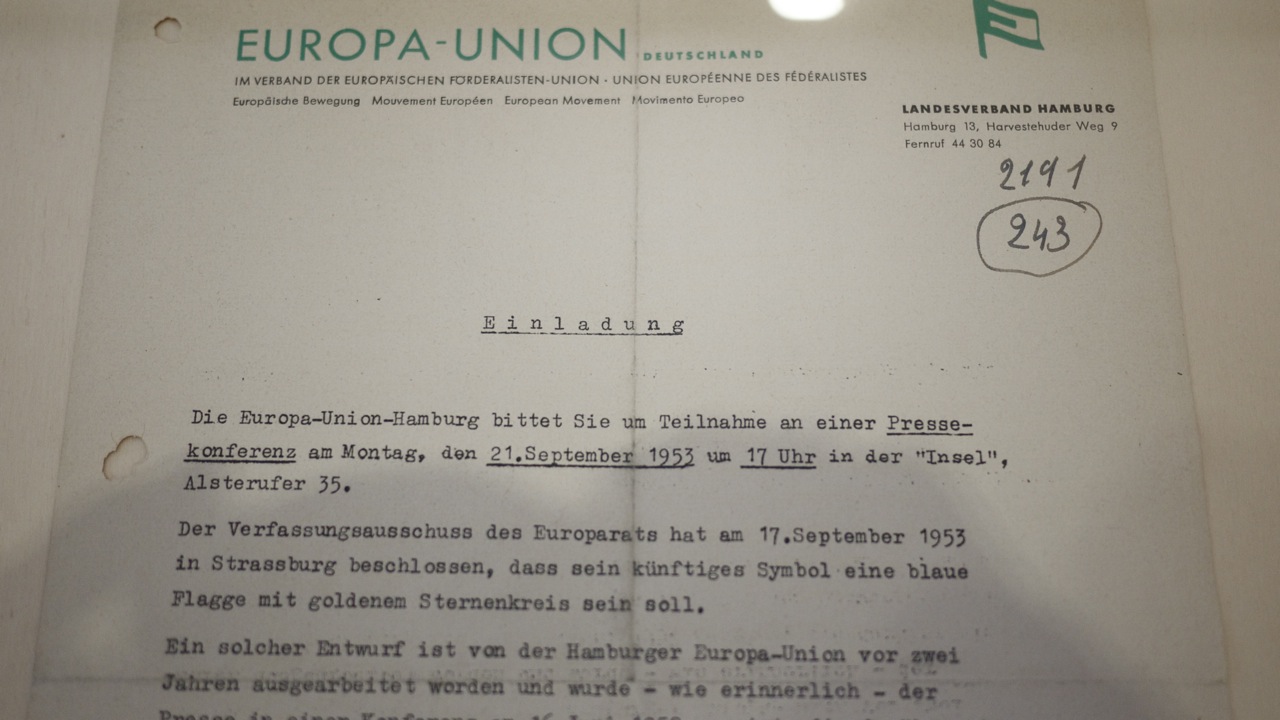 EUROPA-UNION DEUTSCHLAND
IM VERBAND DER EUROPÄISCHEN FÖRDERALISTEN-UNION · UNION EUROPÉENNE DES FÉDÉRALISTES
Europäische Bewegung Mouvement Européen European Movement Movimento Europeo
E
LANDESVERBAND HAMBURG
Hamburg 13, Harvestehuder Weg 9
Fernruf 44 30 84
2191
243
Einladung
Die Europa-Union-Hamburg bittet Sie um Teilnahme an einer Presse-
konferenz am Montag, den 21.September 1953 um 17 Uhr in der "Insel",
Alsterufer 35.
Der Verfassungsausschuss des Europarats hat am 17.September 1953
in Strassburg beschlossen, dass sein künftiges Symbol eine blaue
Flagge mit goldenem Sternenkreis sein soll.
Ein solcher Entwurf ist von der Hamburger Europa-Union vor zwei
Jahren ausgearbeitet worden und wurde - wie erinnerlich - der
Presse in einer Konferenz